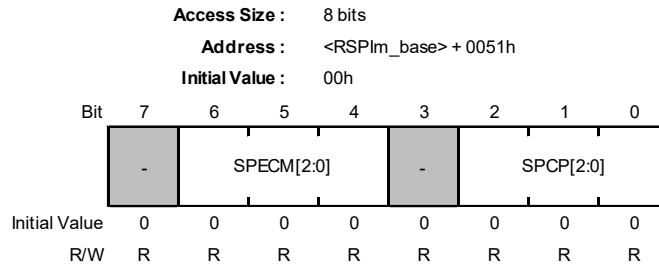 Access Size : 8 bits
Address : <RSPIm_base> + 0051h
Initial Value : 00h
Bit 7 6 5 4 3 2 1 0
- SPECM[2:0] - SPCP[2:0]
Initial Value 0 0 0 0 0 0 0 0
R/W R R R R R R R R